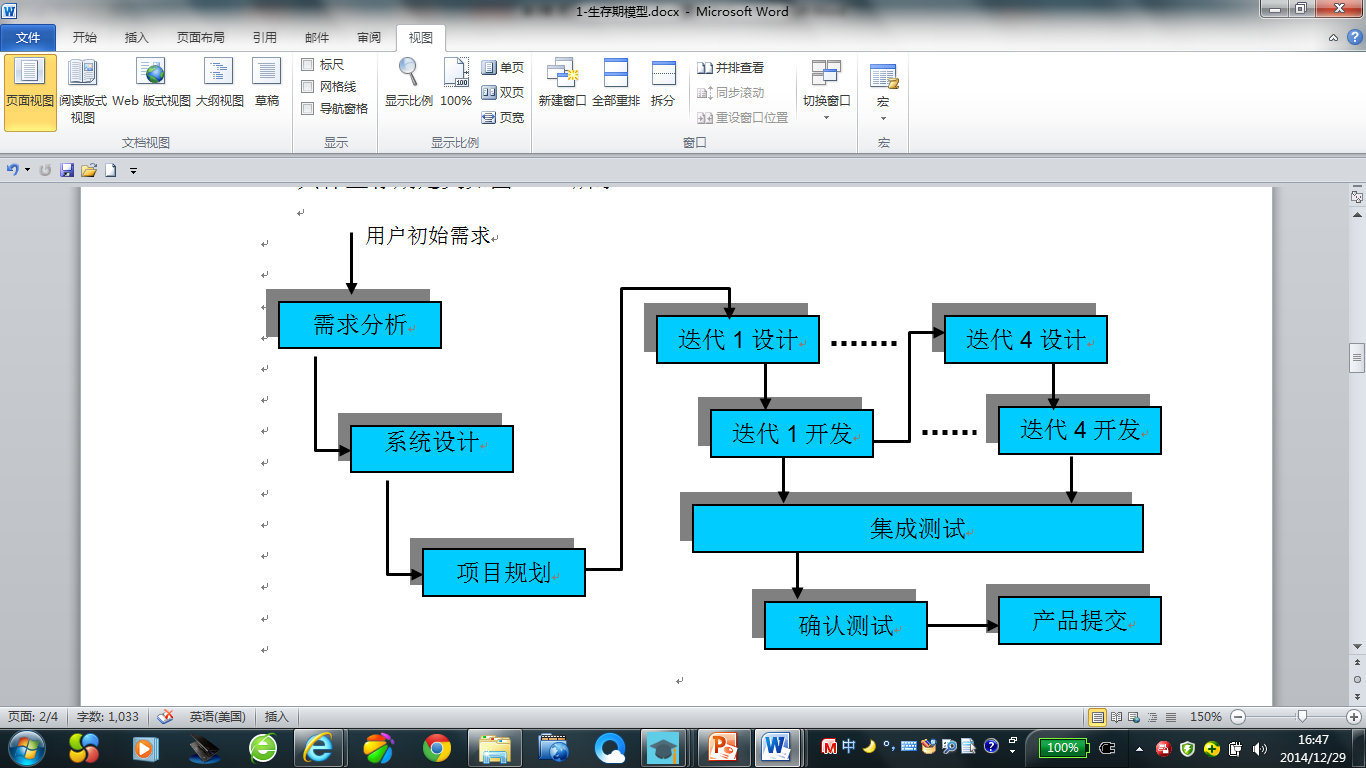 1-生存期模型.docx - Microsoft Word
文件 开始 插入 页面布局 引用 邮件 审阅 视图
页面视图 阅读版式视图 Web 版式视图 大纲视图 草稿
文档视图
标尺
网格线
导航窗格
显示
显示比例 100% 单页
双页
页宽
显示比例
新建窗口 全部重排 拆分
并排查看
同步滚动
重设窗口位置
切换窗口
窗口
宏
宏
用户初始需求
需求分析
系统设计
项目规划
迭代 1 设计 ....... 迭代 4 设计
迭代 1 开发 ...... 迭代 4 开发
集成测试
确认测试
产品提交
页面: 2/4 字数: 1,033 英语(美国) 插入 150%
中 100% 16:47
2014/12/29